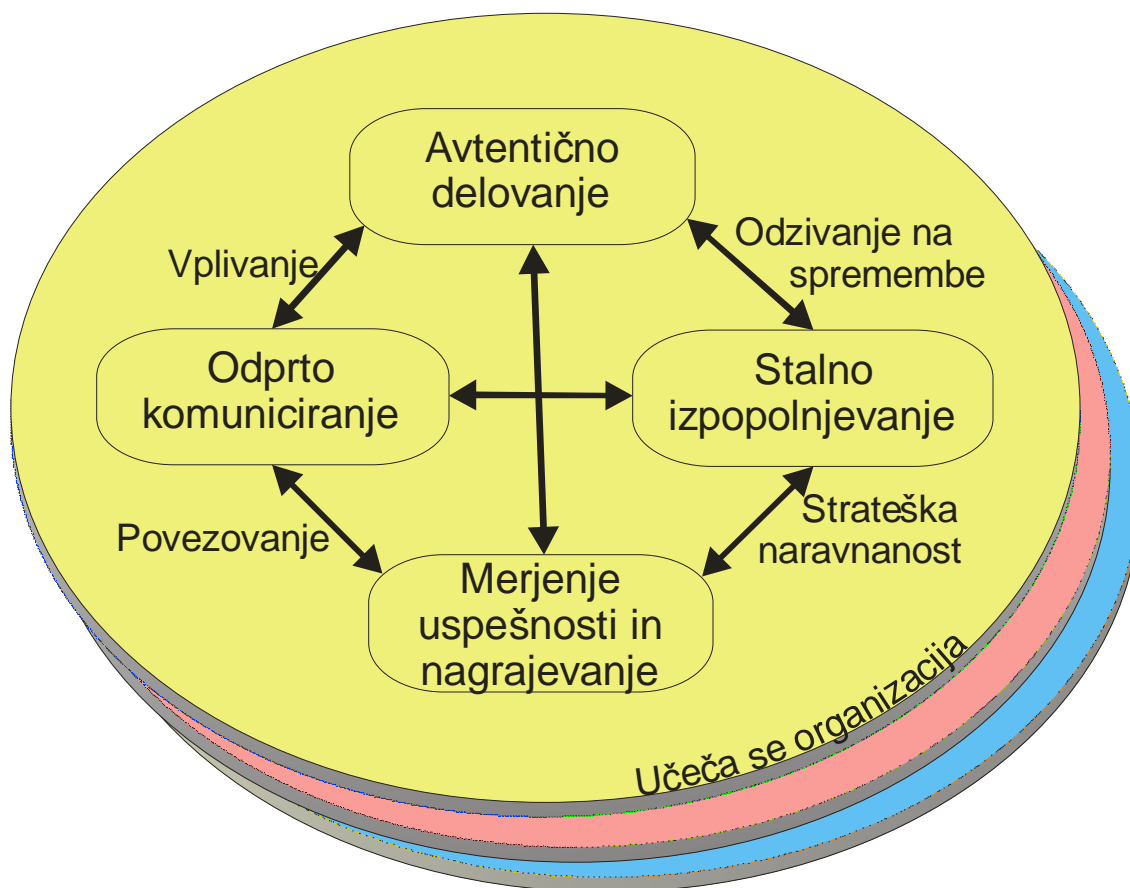 Avtentično
delovanje
Vplivanje
Odzivanje na
spremembe
Odprto
komuniciranje
Stalno
izpopolnjevanje
Povezovanje
Strateška
naravnanost
Merjenje
uspešnosti in
nagrajevanje
Učeča se organizacija